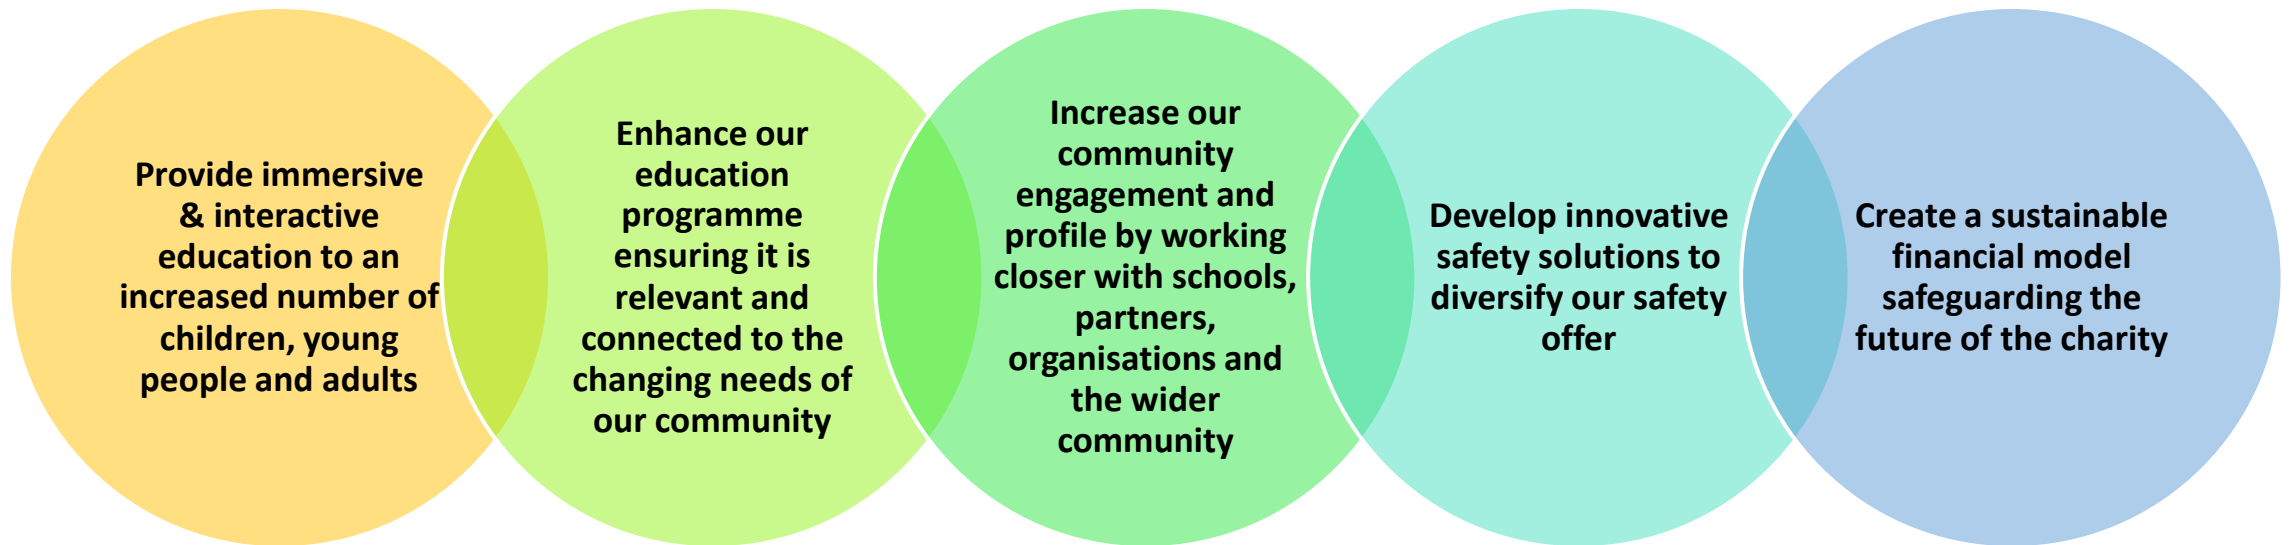 Provide immersive
& interactive
education to an
increased number of
children, young
people and adults
Enhance our
education
programme
ensuring it is
relevant and
connected to the
changing needs of
our community
Increase our
community
engagement and
profile by working
closer with schools,
partners,
organisations and
the wider
community
Develop innovative
safety solutions to
diversify our safety
offer
Create a sustainable
financial model
safeguarding the
future of the charity